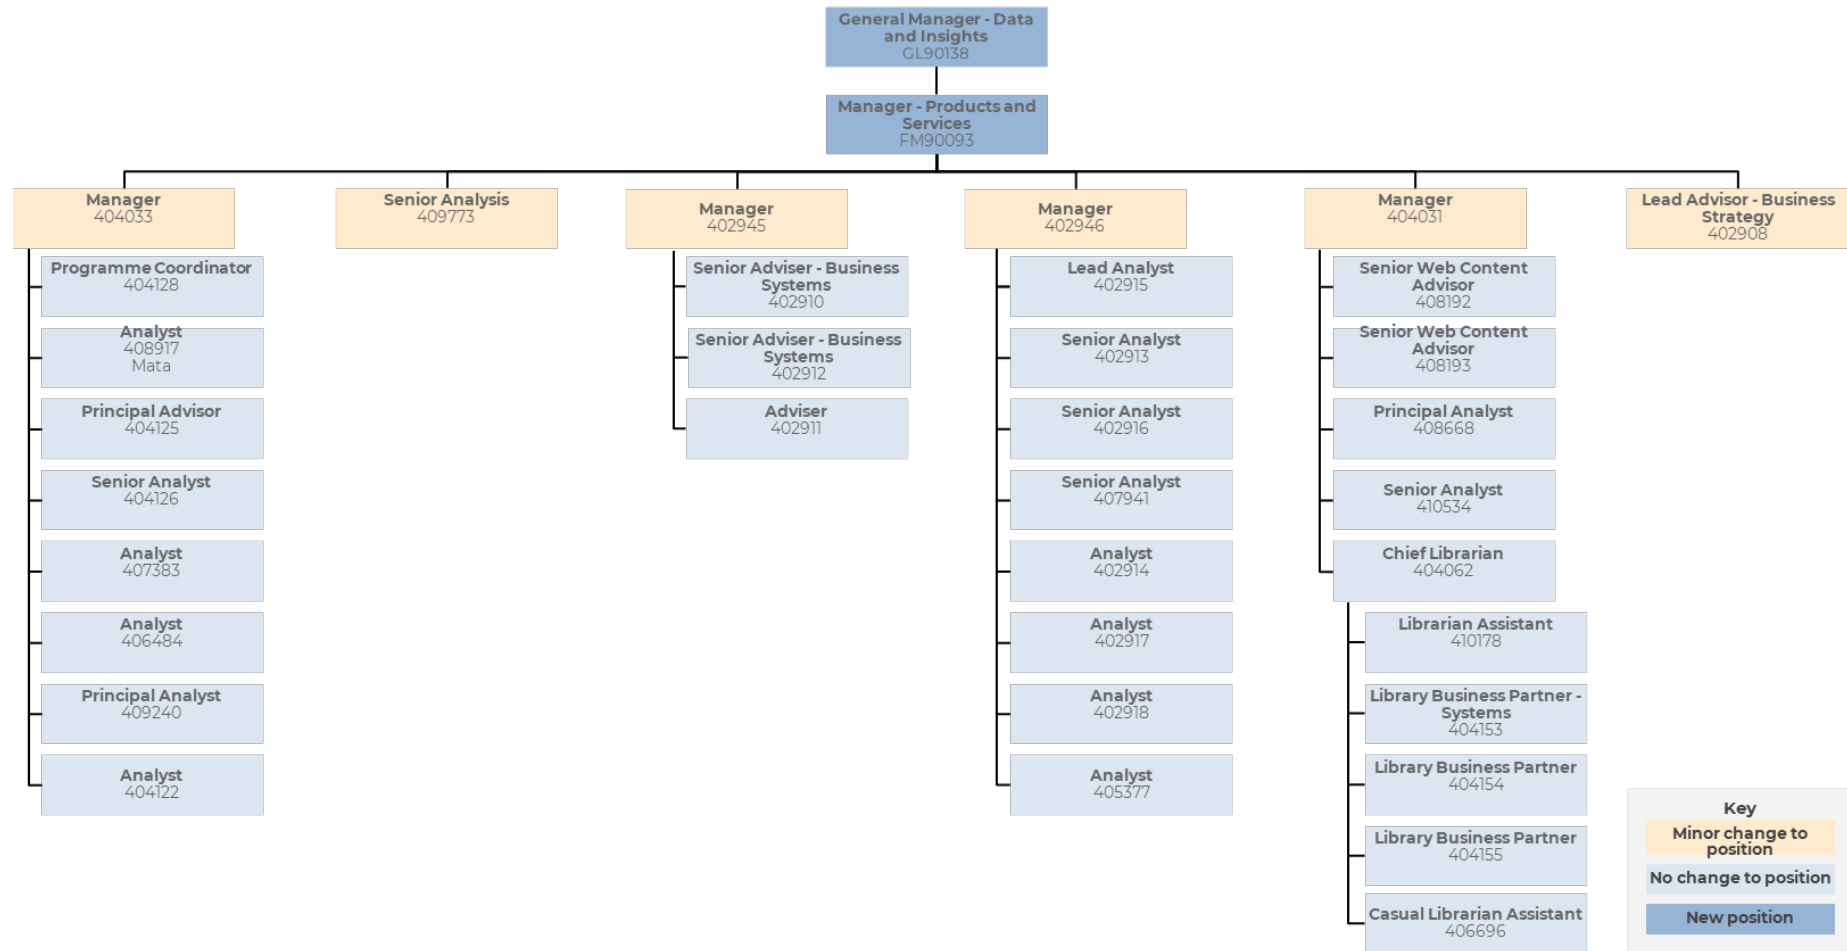 General Manager - Data
and Insights
GL90138
Manager - Products and
Services
FM90093
Manager
404033
Senior Analysis
409773
Manager
402945
Manager
402946
Manager
404031
Lead Advisor - Business
Strategy
402908
Programme Coordinator
404128
Analyst
408917
Mata
Principal Advisor
404125
Senior Analyst
404126
Analyst
407383
Analyst
406484
Principal Analyst
409240
Analyst
404122
Senior Adviser - Business
Systems
402910
Senior Adviser - Business
Systems
402912
Adviser
402911
Lead Analyst
402915
Senior Analyst
402913
Senior Analyst
402916
Senior Analyst
407941
Analyst
402914
Analyst
402917
Analyst
402918
Analyst
405377
Senior Web Content
Advisor
408192
Senior Web Content
Advisor
408193
Principal Analyst
408668
Senior Analyst
410534
Chief Librarian
404062
Librarian Assistant
410178
Library Business Partner -
Systems
404153
Library Business Partner
404154
Library Business Partner
404155
Casual Librarian Assistant
406696
Key
Minor change to
position
No change to position
New position